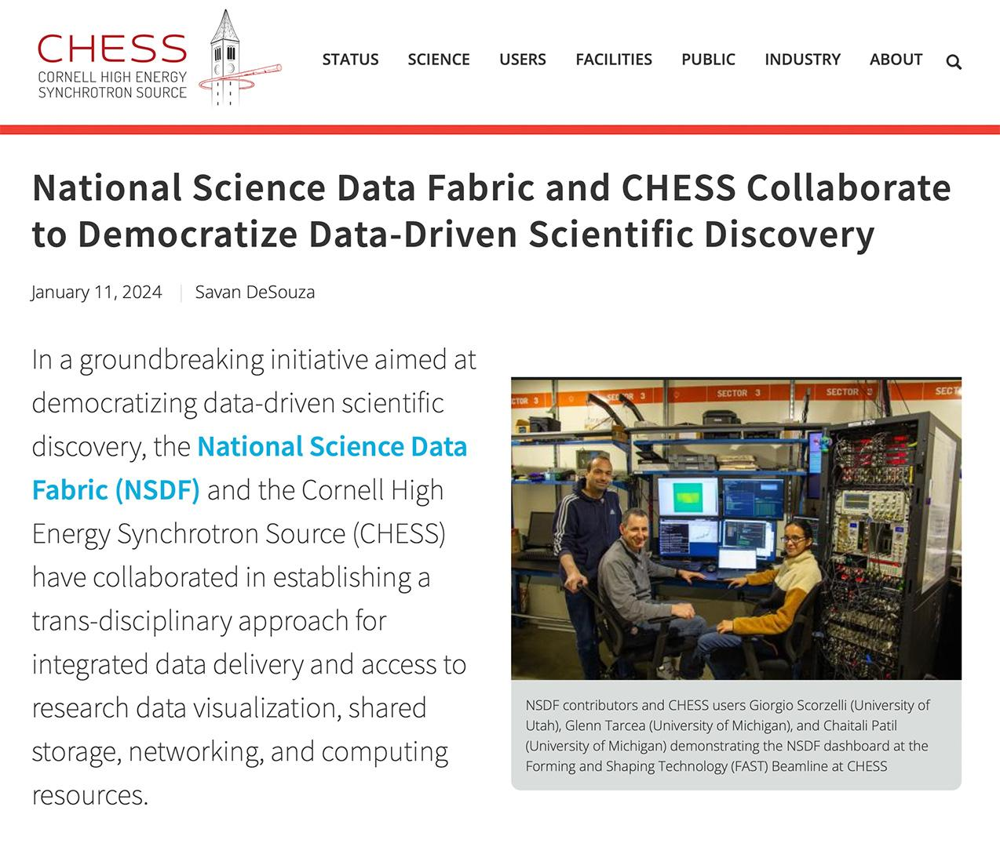 CHESS
CORNELL HIGH ENERGY
SYNCHROTRON SOURCE
STATUS SCIENCE USERS FACILITIES PUBLIC INDUSTRY ABOUT
National Science Data Fabric and CHESS Collaborate
to Democratize Data-Driven Scientific Discovery
January 11, 2024 Savan DeSouza
In a groundbreaking initiative aimed at
democratizing data-driven scientific
discovery, the National Science Data
Fabric (NSDF) and the Cornell High
Energy Synchrotron Source (CHESS)
have collaborated in establishing a
trans-disciplinary approach for
integrated data delivery and access to
research data visualization, shared
storage, networking, and computing
resources.
CTOR 3 SECTOR 3 SECTOR 3 SECTOR 3 SECT
NSDF contributors and CHESS users Giorgio Scorzelli (University of
Utah), Glenn Tarcea (University of Michigan), and Chaitali Patil
(University of Michigan) demonstrating the NSDF dashboard at the
Forming and Shaping Technology (FAST) Beamline at CHESS